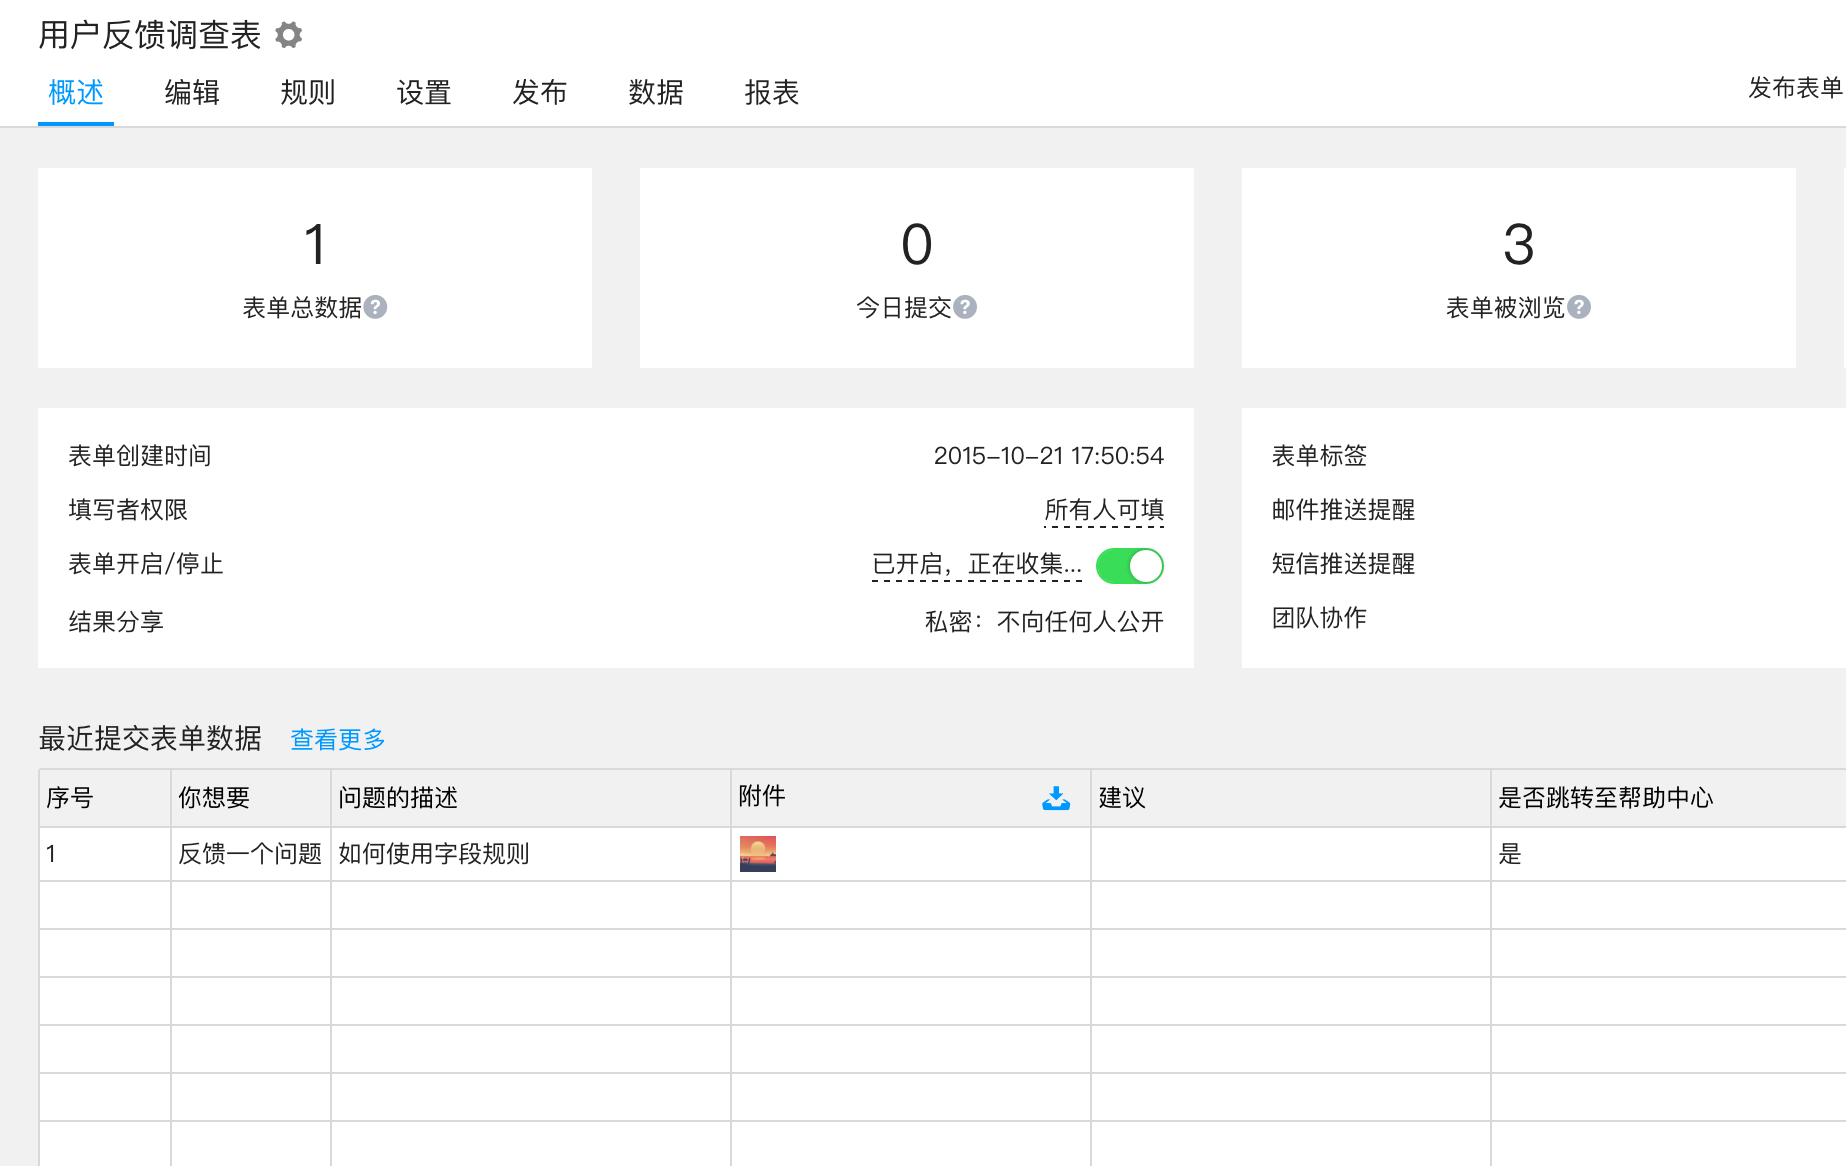 用户反馈调查表
概述 编辑 规则 设置 发布 数据 报表 发布表单
1 0 3
表单总数据? 今日提交? 表单被浏览?
表单创建时间 2015-10-21 17:50:54 表单标签
填写者权限 所有人可填 邮件推送提醒
表单开启/停止 已开启，正在收集... 短信推送提醒
结果分享 私密：不向任何人公开 团队协作
最近提交表单数据 查看更多
序号 你想要 问题的描述 附件 建议 是否跳转至帮助中心
1 反馈一个问题 如何使用字段规则 是